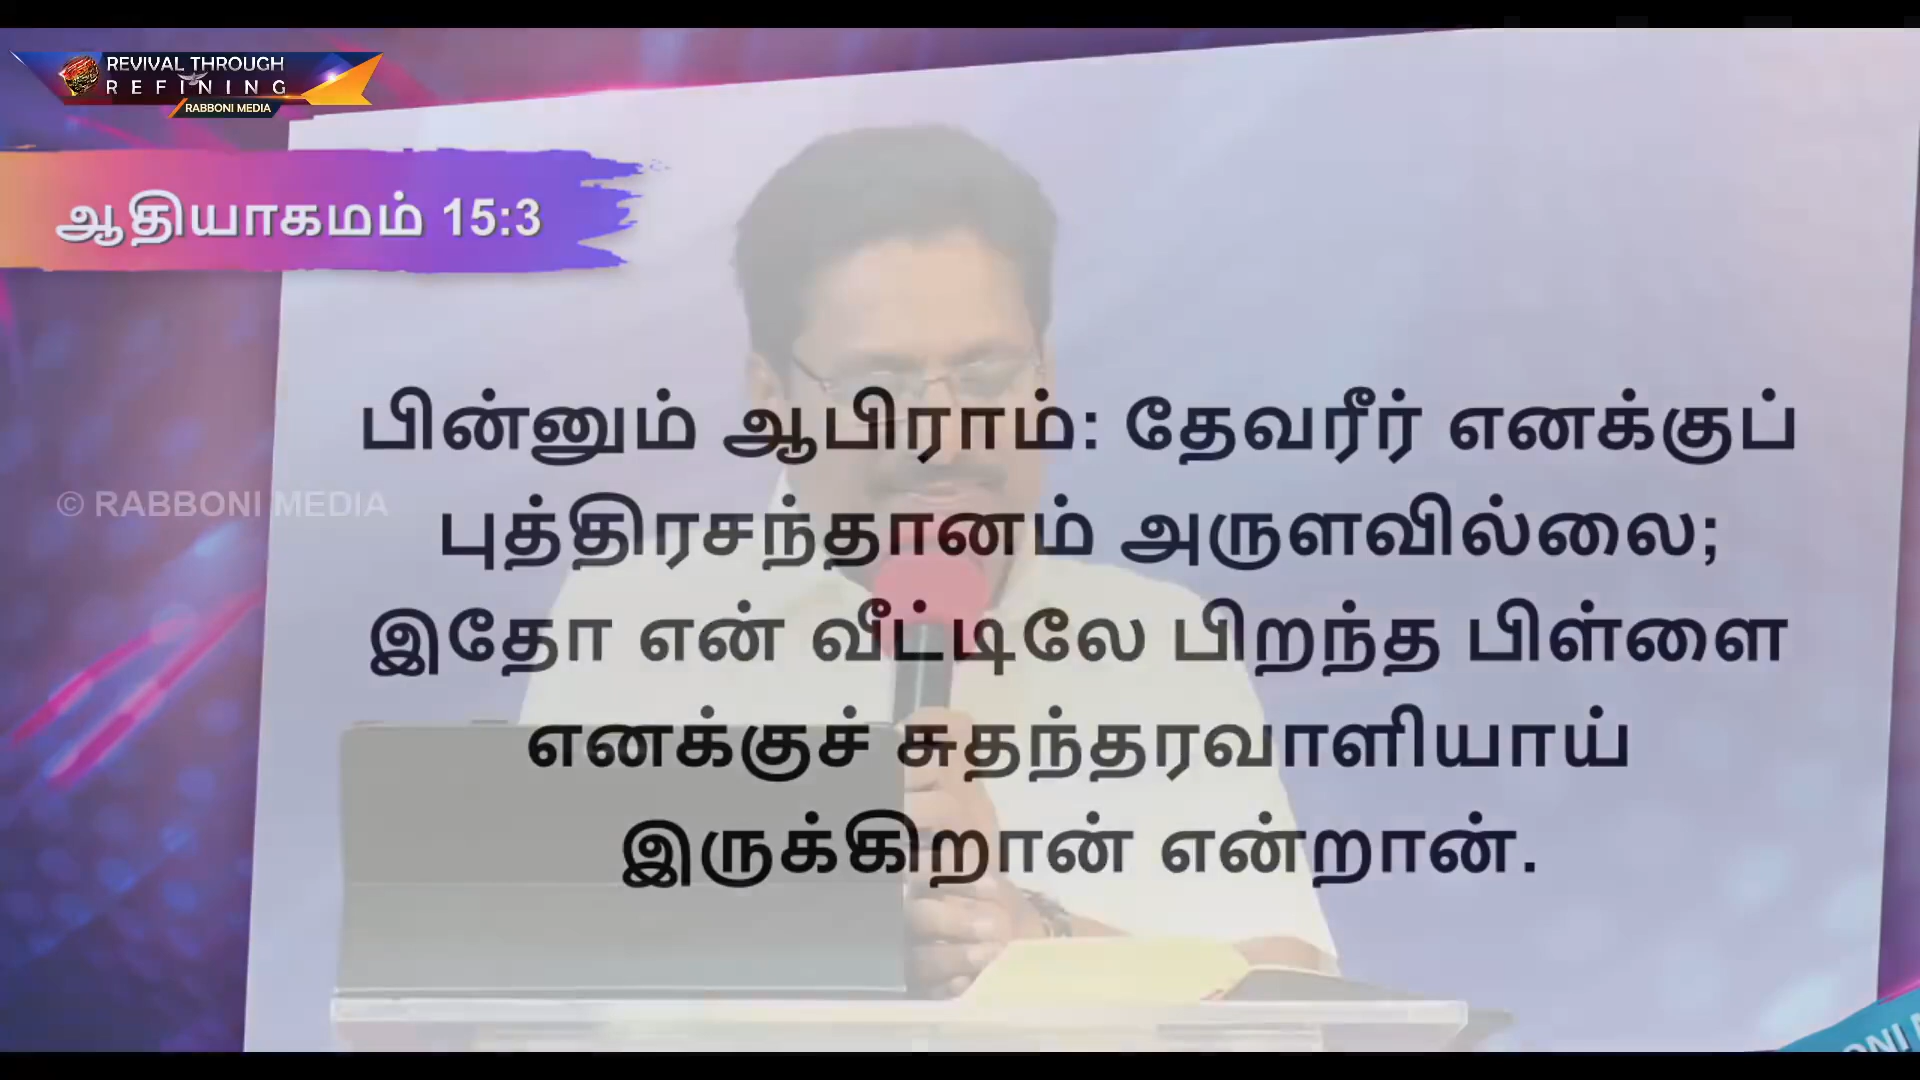 REVIVAL THROUGH
REFINING
RABBONI MEDIA
ஆதியாகமம் 15:3
பின்னும் ஆபிராம்: தேவரீர் எனக்குப்
புத்திரசந்தானம் அருளவில்லை;
இதோ என் வீட்டிலே பிறந்த பிள்ளை
எனக்குச் சுதந்தரவாளியாய்
இருக்கிறான் என்றான்.
© RABBONI MEDIA